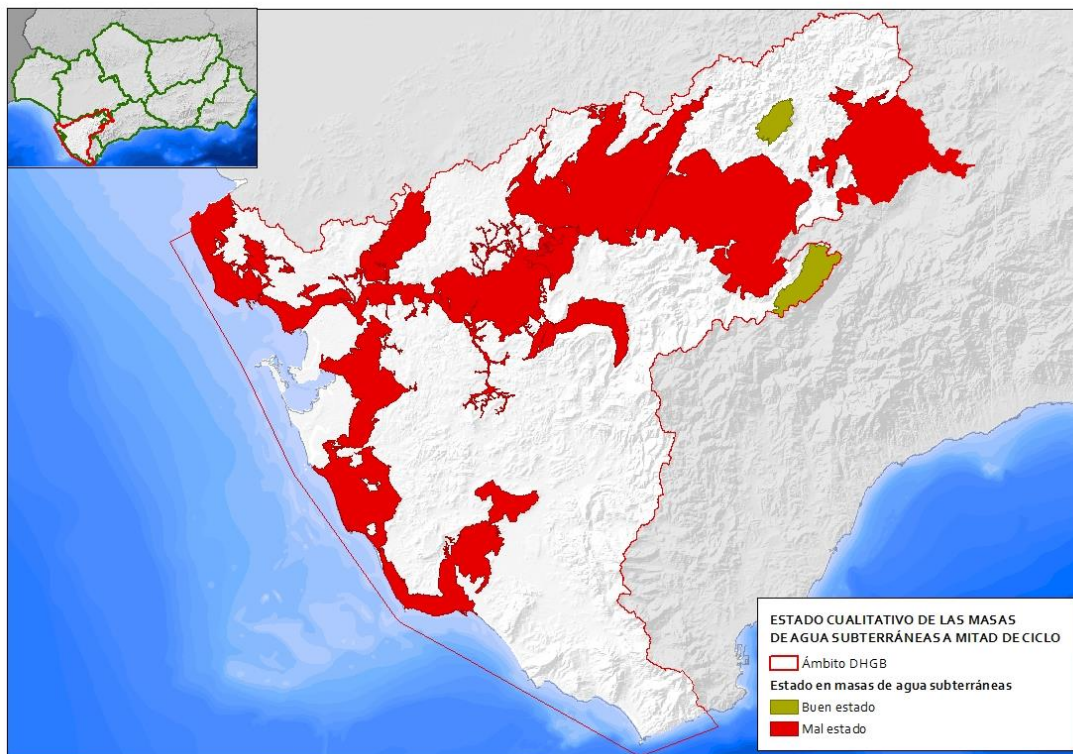 ESTADO CUALITATIVO DE LAS MASAS
DE AGUA SUBTERRÁNEAS A MITAD DE CICLO
Ámbito DHGB
Estado en masas de agua subterráneas
Buen estado
Mal estado